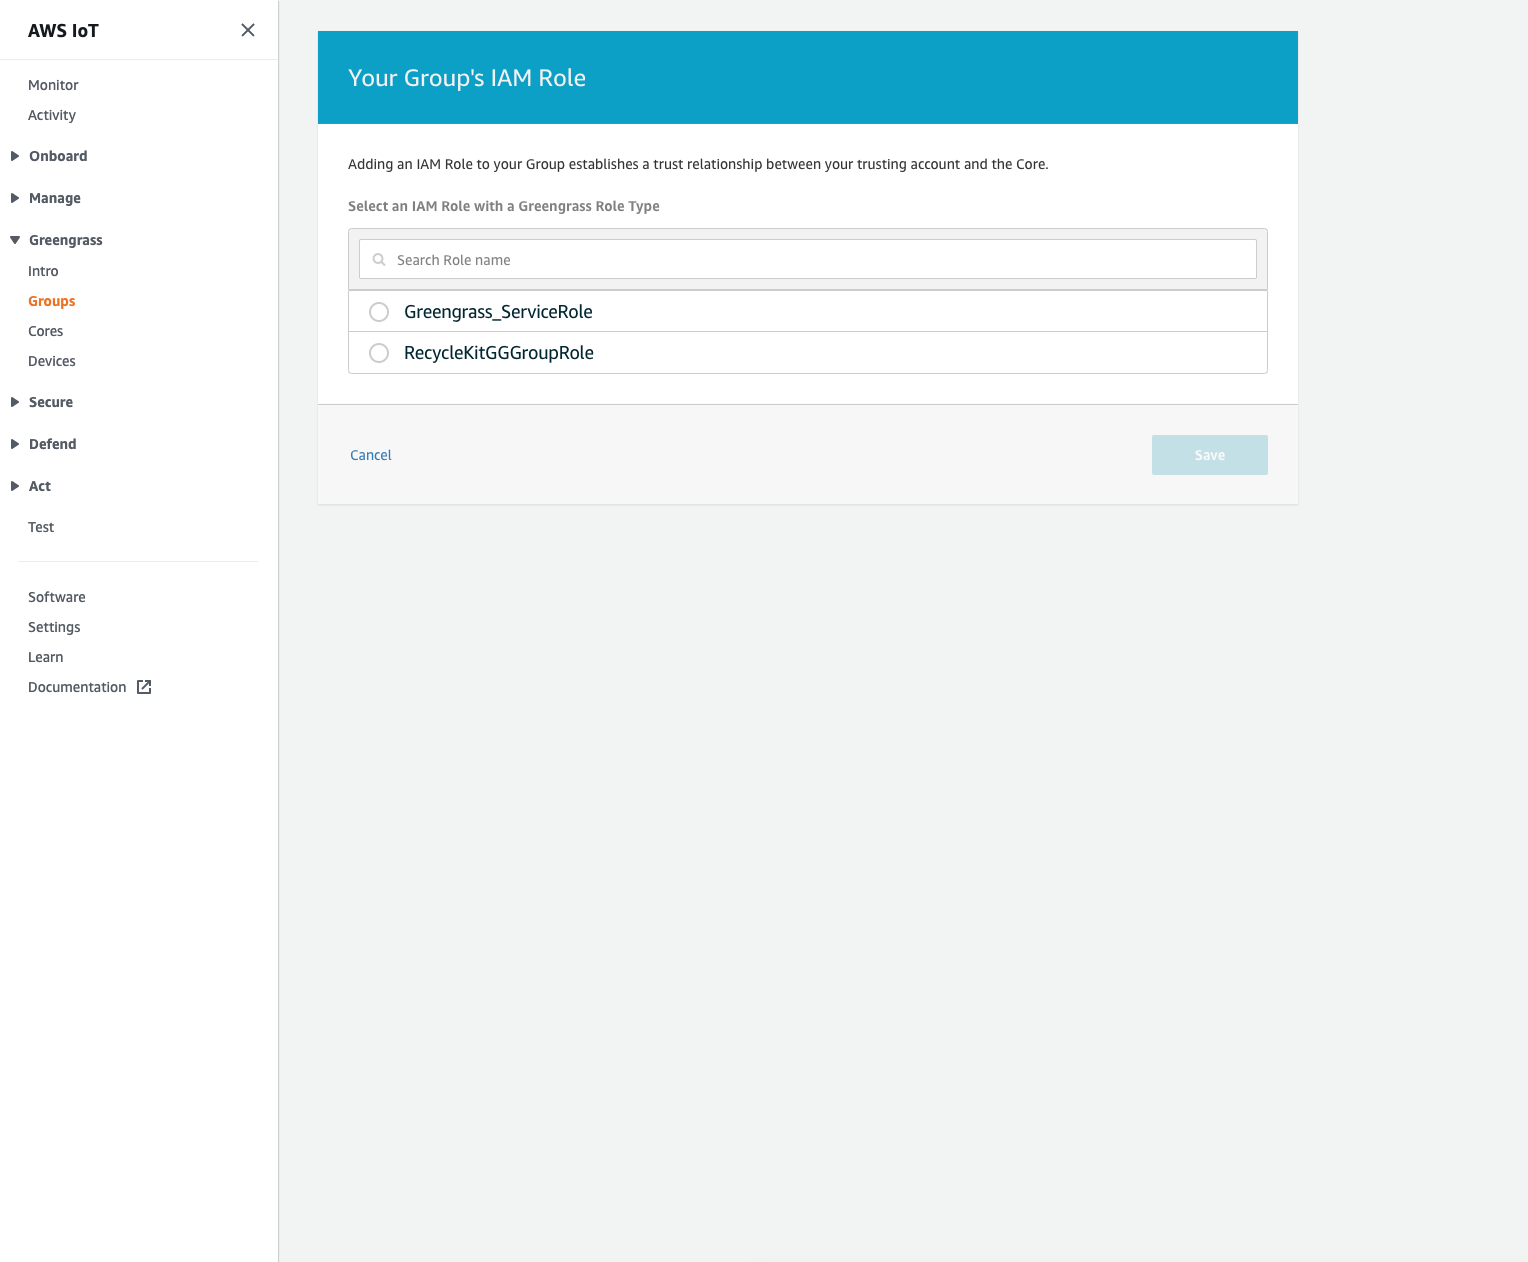 AWS IoT
Monitor
Activity
Onboard
Manage
Greengrass
Intro
Groups
Cores
Devices
Secure
Defend
Act
Test
Software
Settings
Learn
Documentation
Your Group's IAM Role
Adding an IAM Role to your Group establishes a trust relationship between your trusting account and the Core.
Select an IAM Role with a Greengrass Role Type
Search Role name
Greengrass_ServiceRole
RecycleKitGGGroupRole
Cancel
Save